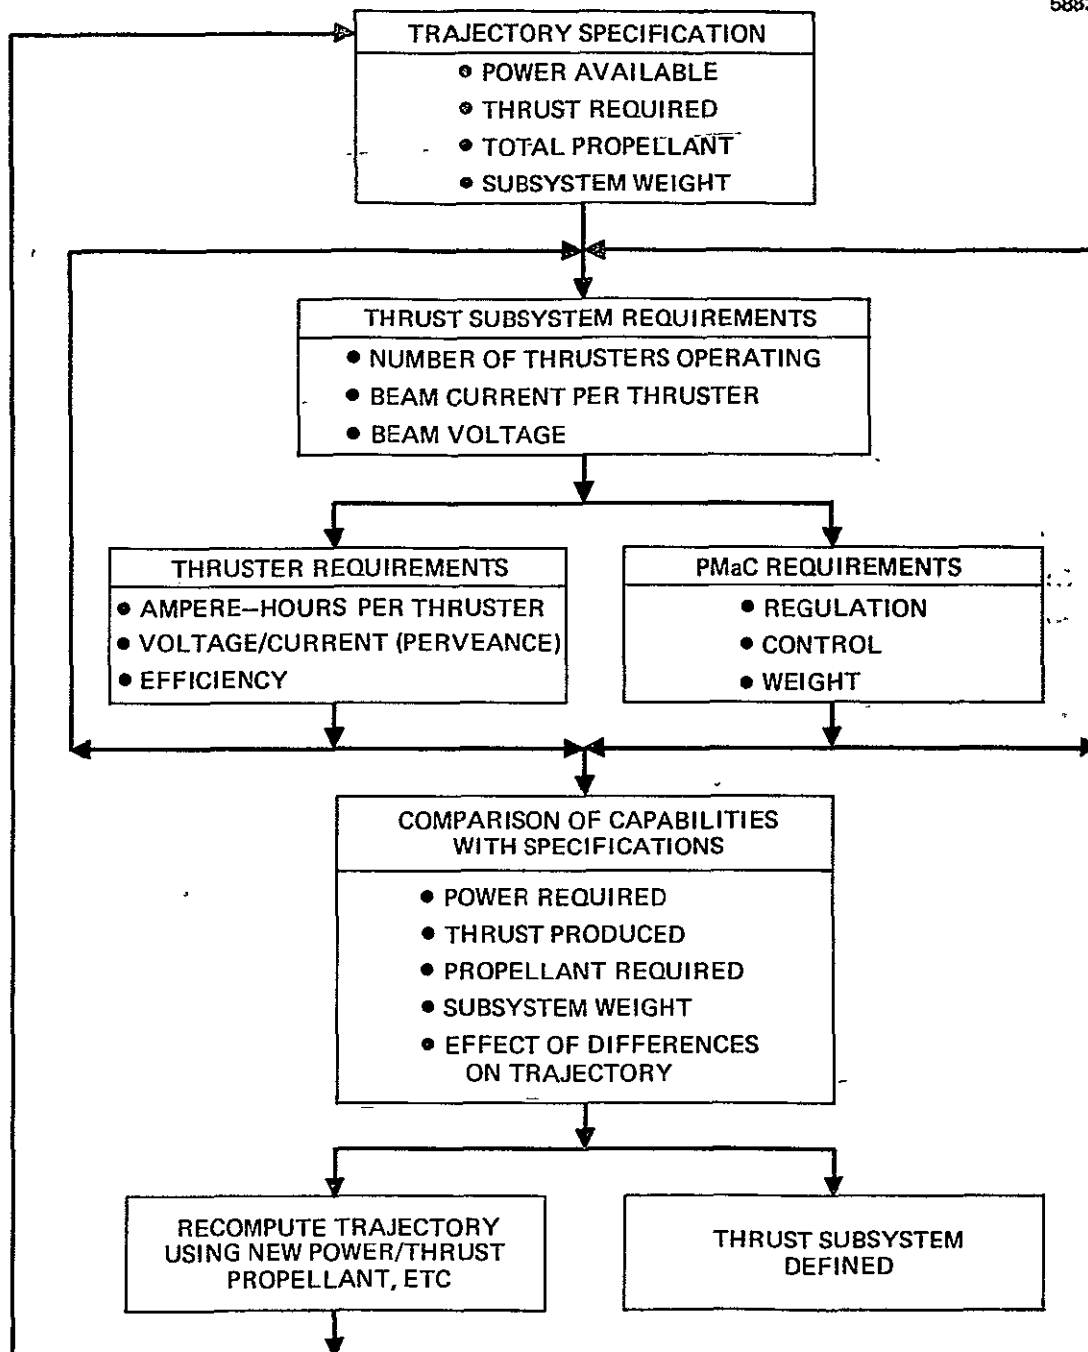 TRAJECTORY SPECIFICATION
● POWER AVAILABLE
● THRUST REQUIRED
● TOTAL PROPELLANT
● SUBSYSTEM WEIGHT
THRUST SUBSYSTEM REQUIREMENTS
● NUMBER OF THRUSTERS OPERATING
● BEAM CURRENT PER THRUSTER
● BEAM VOLTAGE
THRUSTER REQUIREMENTS
● AMPERE–HOURS PER THRUSTER
● VOLTAGE/CURRENT (PERVEANCE)
● EFFICIENCY
PMaC REQUIREMENTS
● REGULATION
● CONTROL
● WEIGHT
COMPARISON OF CAPABILITIES
WITH SPECIFICATIONS
● POWER REQUIRED
● THRUST PRODUCED
● PROPELLANT REQUIRED
● SUBSYSTEM WEIGHT
● EFFECT OF DIFFERENCES
ON TRAJECTORY
RECOMPUTE TRAJECTORY
USING NEW POWER/THRUST
PROPELLANT, ETC
THRUST SUBSYSTEM
DEFINED